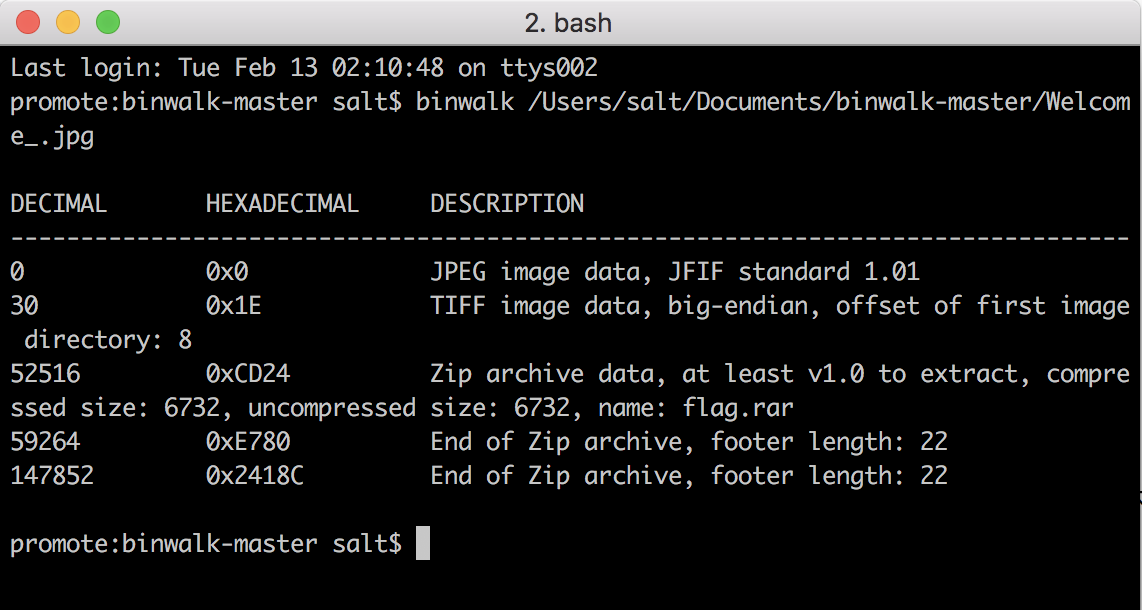 2. bash
Last login: Tue Feb 13 02:10:48 on ttys002
promote:binwalk-master salt$ binwalk /Users/salt/Documents/binwalk-master/Welcom
e_.jpg
DECIMAL       HEXADECIMAL     DESCRIPTION
--------------------------------------------------------------------------------
0             0x0             JPEG image data, JFIF standard 1.01
30            0x1E            TIFF image data, big-endian, offset of first image
 directory: 8
52516         0xCD24          Zip archive data, at least v1.0 to extract, compre
ssed size: 6732, uncompressed size: 6732, name: flag.rar
59264         0xE780          End of Zip archive, footer length: 22
147852        0x2418C         End of Zip archive, footer length: 22
promote:binwalk-master salt$